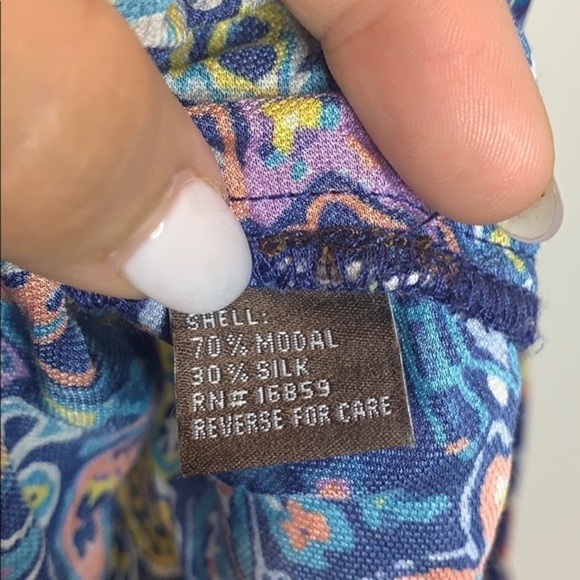 SHELL:
70% MODAL
30% SILK
RN# 16859
REVERSE FOR CARE